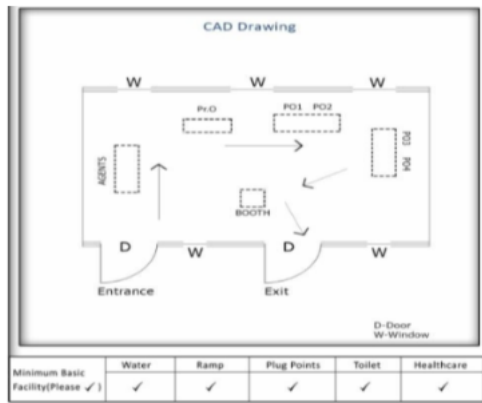 CAD Drawing
W W W
Pr.O PO1 PO2
AGENTS
PO3
PO4
BOOTH
D W D W
Entrance Exit
D-Door
W-Window
Minimum Basic Facility(Please ✓) Water Ramp Plug Points Toilet Healthcare
✓ ✓ ✓ ✓ ✓